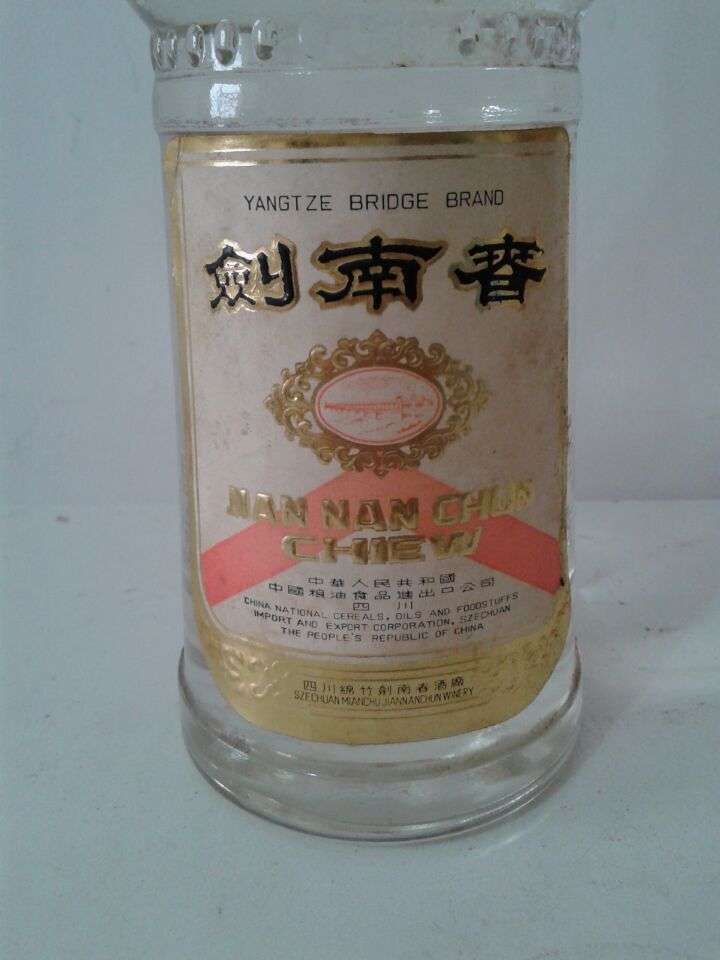 YANGTZE BRIDGE BRAND
劍南春
JIAN NAN CHUN
CHIEW
中華人民共和國
中國粮油食品進出口公司
四川
CHINA NATIONAL CEREALS, OILS AND FOODSTUFFS
IMPORT AND EXPORT CORPORATION, SZECHUAN
THE PEOPLE'S REPUBLIC OF CHINA
四川綿竹剣南春酒廠
SZECHUAN MIANCHU JIANNANCHUN WINERY